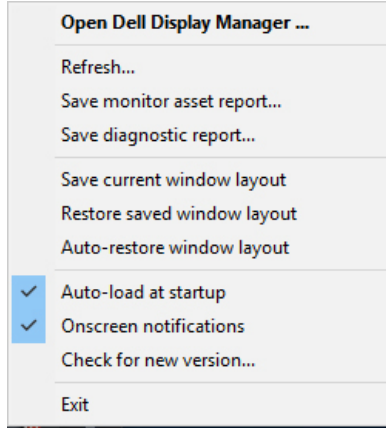 Open Dell Display Manager ...
Refresh...
Save monitor asset report...
Save diagnostic report...
Save current window layout
Restore saved window layout
Auto-restore window layout
Auto-load at startup
Onscreen notifications
Check for new version...
Exit